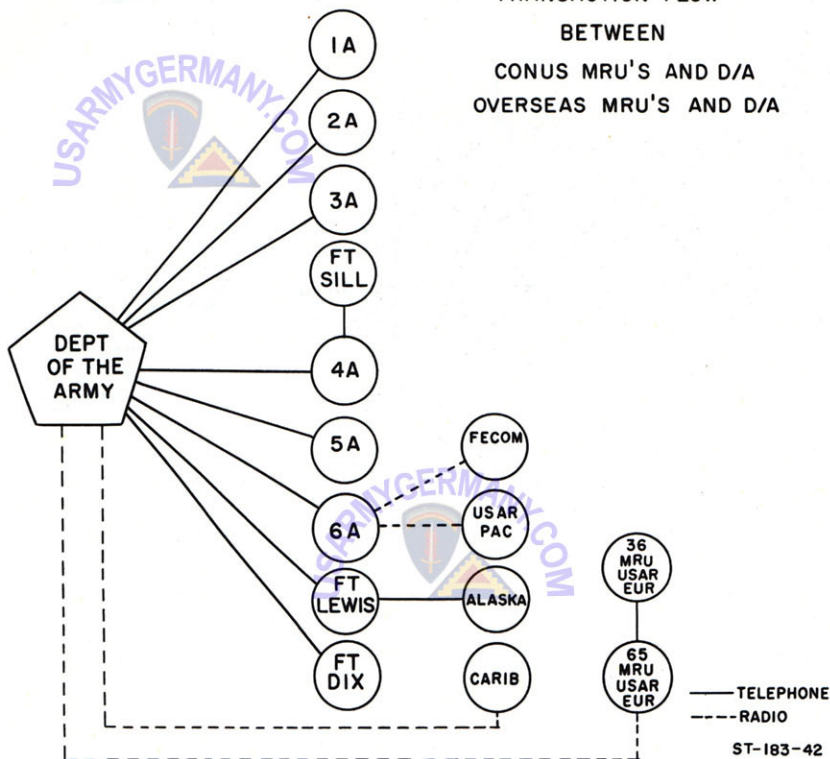 BETWEEN
CONUS MRU'S AND D/A
OVERSEAS MRU'S AND D/A
USARMYGERMANY.COM
1A
2A
3A
FT
SILL
DEPT
OF THE
ARMY
4A
5A
FECOM
6A
USAR
PAC
USARMYGERMANY.COM
36
MRU
USAR
EUR
FT
LEWIS
ALASKA
FT
DIX
CARIB
65
MRU
USAR
EUR
TELEPHONE
RADIO
ST-183-42